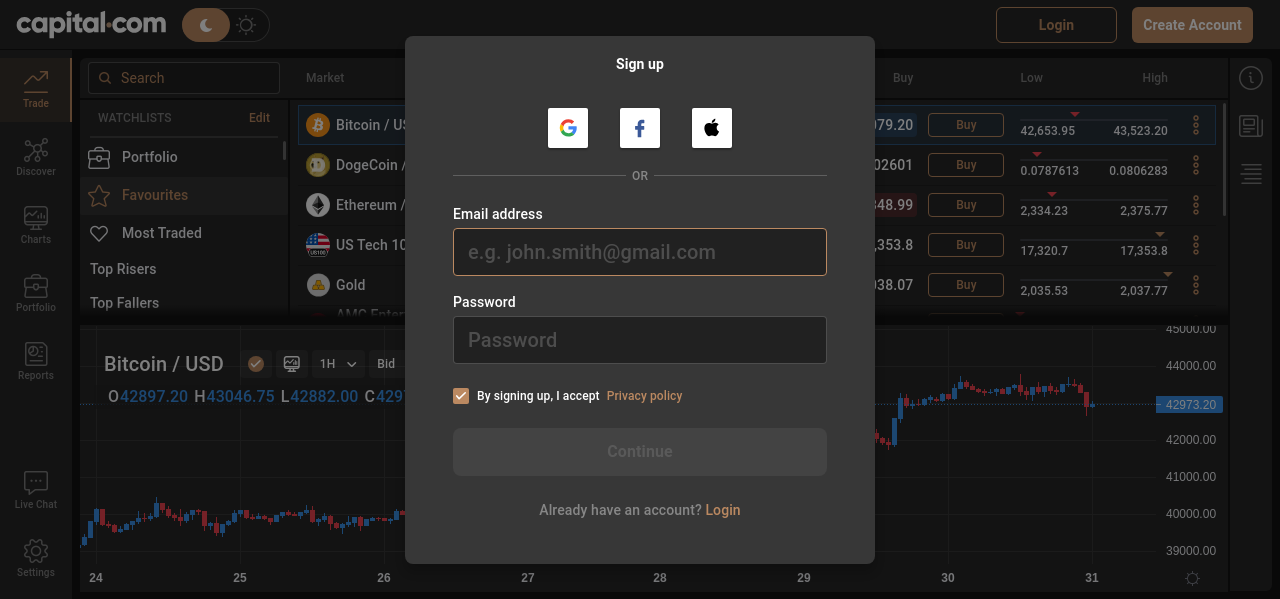 capital.com
Login
Create Account
Sign up
Trade
Discover
Charts
Portfolio
Reports
Live Chat
Settings
Search
WATCHLISTS Edit
Portfolio
Favourites
Most Traded
Top Risers
Top Fallers
Market Buy Low High
Bitcoin / 79.20 Buy 42,653.95 43,523.20
DogeCoin / 02601 Buy 0.0787613 0.0806283
Ethereum / 48.99 Buy 2,334.23 2,375.77
US Tech 10 ,353.8 Buy 17,320.7 17,353.8
Gold 38.07 Buy 2,035.53 2,037.77
OR
Email address
e.g. john.smith@gmail.com
Password
Password
By signing up, I accept Privacy policy
Continue
Already have an account? Login
Bitcoin / USD 1H Bid
O42897.20 H43046.75 L42882.00 C42
45000.00
44000.00
42973.20
42000.00
41000.00
40000.00
39000.00
24 25 26 27 28 29 30 31